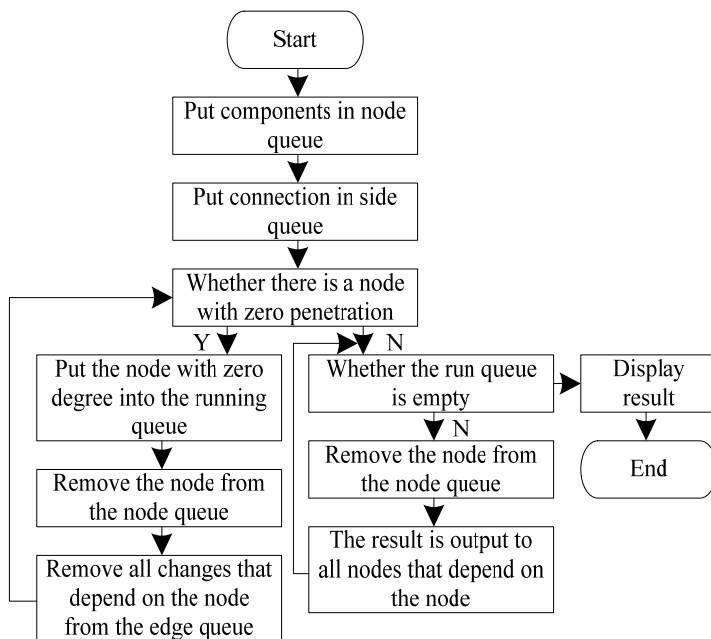 Start
Put components in node
queue
Put connection in side
queue
Whether there is a node
with zero penetration
Y
N
Put the node with zero
degree into the running
queue
Remove the node from
the node queue
Remove all changes that
depend on the node
from the edge queue
Whether the run queue
is empty
N
Remove the node from
the node queue
The result is output to
all nodes that depend on
the node
Display
result
End